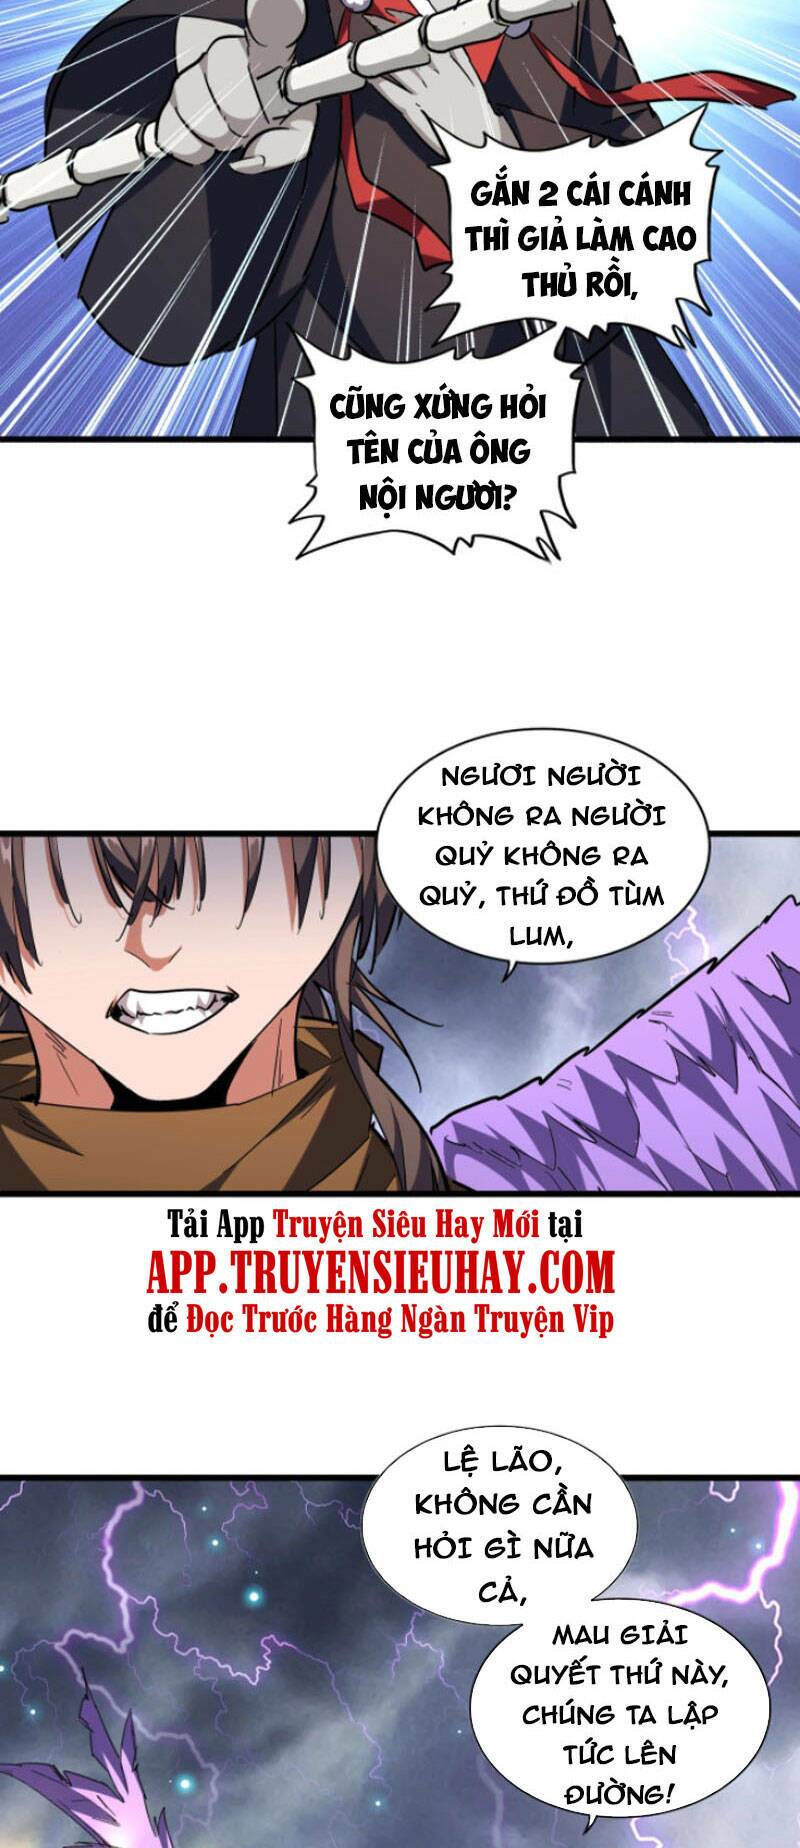 GẮN 2 CÁI CÁNH
THÌ GIẢ LÀM CAO
THỦ RỒI,
CŨNG XỨNG HỎI
TÊN CỦA ÔNG
NỘI NGƯƠI?
NGƯƠI NGƯỜI
KHÔNG RA NGƯỜI
QUỶ KHÔNG RA
QUỶ, THỨ ĐỒ TÙM
LUM,
Tải App Truyện Siêu Hay Mới tại
APP.TRUYENSIEUHAY.COM
để Đọc Trước Hàng Ngàn Truyện Vip
LỆ LÃO,
KHÔNG CẦN
HỎI GÌ NỮA
CẢ,
MAU GIẢI
QUYẾT THỨ NÀY,
CHÚNG TA LẬP
TỨC LÊN
ĐƯỜNG!